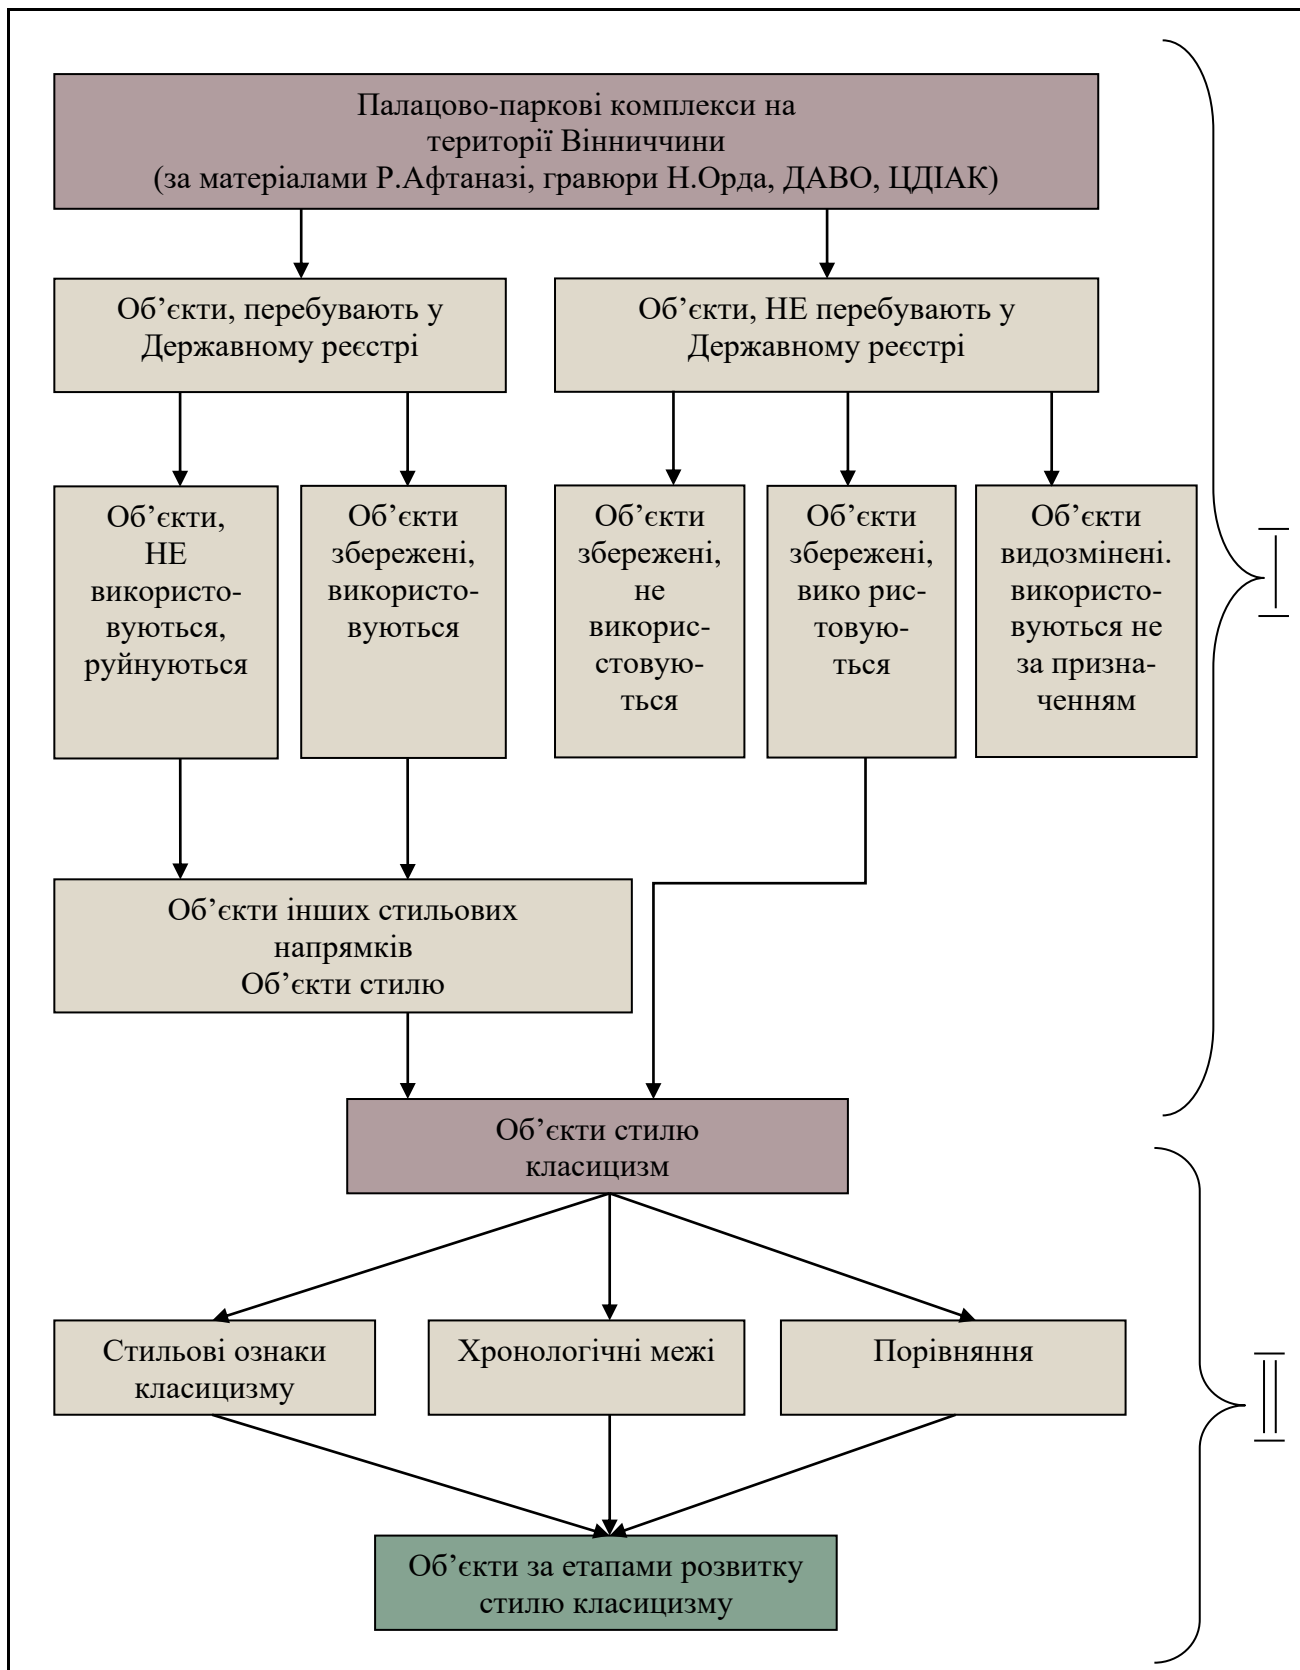 Палацово-паркові комплекси на
території Вінниччини
(за матеріалами Р.Афтаназі, гравюри Н.Орда, ДАВО, ЦДІАК)
Об’єкти, перебувають у
Державному реєстрі
Об’єкти, НЕ перебувають у
Державному реєстрі
Об’єкти,
НЕ
використо-
вуються,
руйнуються
Об’єкти
збережені,
використо-
вуються
Об’єкти
збережені,
не
викорис-
стовую-
ться
Об’єкти
збережені,
вико рис-
товую-
ться
Об’єкти
видозмінені.
використо-
вуються не
за призна-
ченням
I
Об’єкти інших стильових
напрямків
Об’єкти стилю
Об’єкти стилю
класицизм
Стильові ознаки
класицизму
Хронологічні межі
Порівняння
II
Об’єкти за етапами розвитку
стилю класицизму